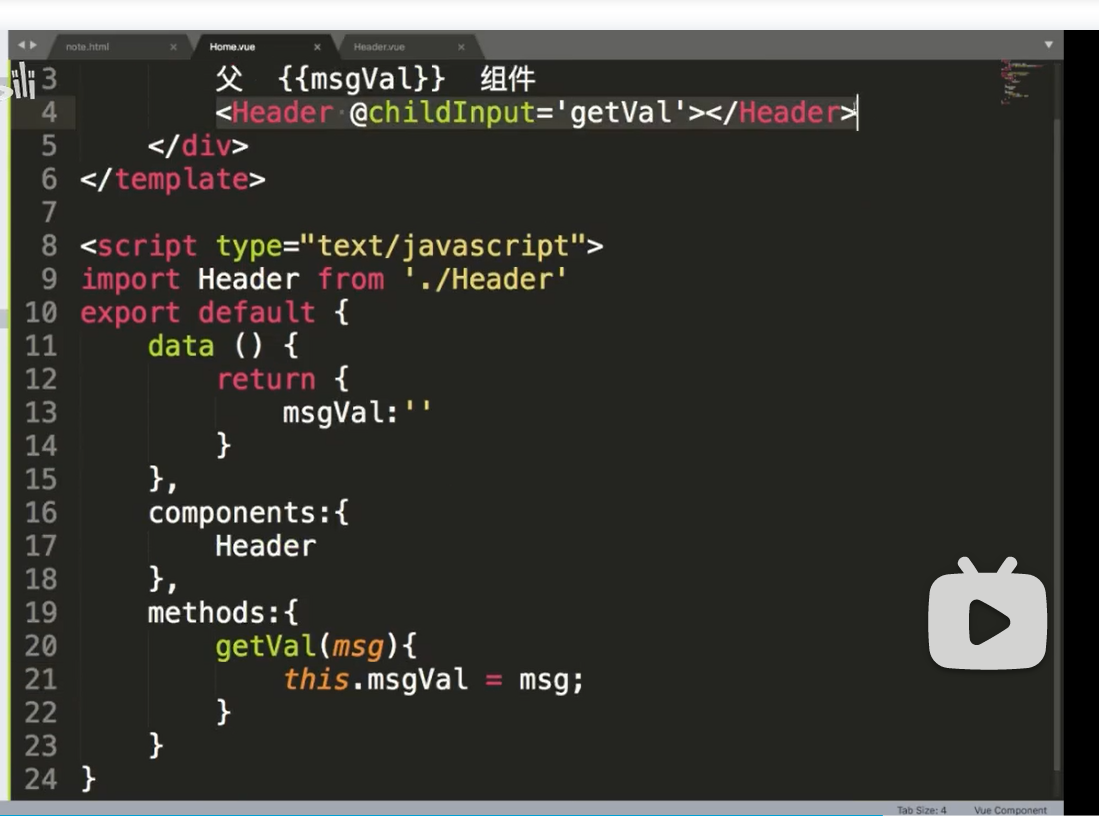 note.html × Home.vue × Header.vue ×
3 父 {{msgVal}} 组件
4 <Header @childInput='getVal'></Header>
5 </div>
6 </template>
7
8 <script type="text/javascript">
9 import Header from './Header'
10 export default {
11 data () {
12 return {
13 msgVal:''
14 }
15 },
16 components:{
17 Header
18 },
19 methods:{
20 getVal(msg){
21 this.msgVal = msg;
22 }
23 }
24 }
Tab Size: 4 Vue Component